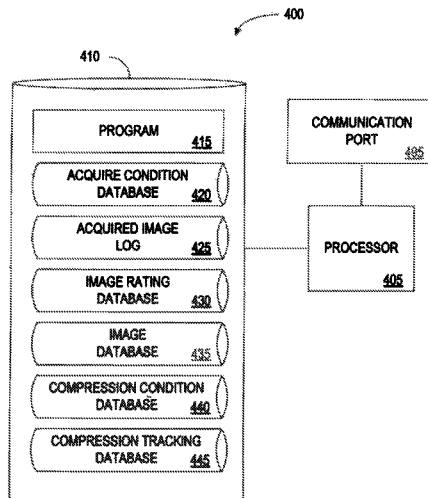 400
410
PROGRAM
415
ACQUIRE CONDITION
DATABASE
420
ACQUIRED IMAGE
LOG
425
IMAGE RATING
DATABASE
430
IMAGE
DATABASE
435
COMPRESSION CONDITION
DATABASE
440
COMPRESSION TRACKING
DATABASE
445
COMMUNICATION
PORT
495
PROCESSOR
405